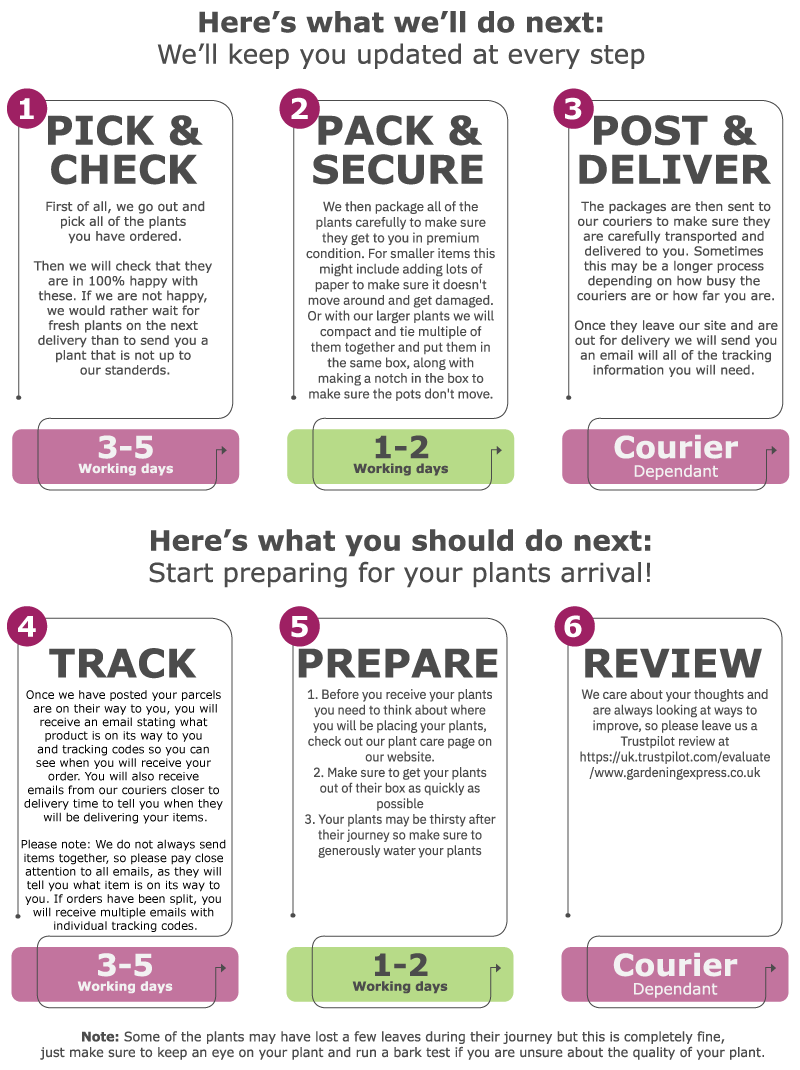 Here's what we'll do next:
We'll keep you updated at every step
1
PICK &
CHECK
First of all, we go out and
pick all of the plants
you have ordered.
Then we will check that they
are in 100% happy with
these. If we are not happy,
we would rather wait for
fresh plants on the next
delivery than to send you a
plant that is not up to
our standerds.
3-5
Working days
2
PACK &
SECURE
We then package all of the
plants carefully to make sure
they get to you in premium
condition. For smaller items this
might include adding lots of
paper to make sure it doesn't
move around and get damaged.
Or with our larger plants we will
compact and tie multiple of
them together and put them in
the same box, along with
making a notch in the box to
make sure the pots don't move.
1-2
Working days
3
POST &
DELIVER
The packages are then sent to
our couriers to make sure they
are carefully transported and
delivered to you. Sometimes
this may be a longer process
depending on how busy the
couriers are or how far you are.
Once they leave our site and are
out for delivery we will send you
an email will all of the tracking
information you will need.
Courier
Dependant
Here's what you should do next:
Start preparing for your plants arrival!
4
TRACK
Once we have posted your parcels
are on their way to you, you will
receive an email stating what
product is on its way to you
and tracking codes so you can
see when you will receive your
order. You will also receive
emails from our couriers closer to
delivery time to tell you when they
will be delivering your items.
Please note: We do not always send
items together, so please pay close
attention to all emails, as they will
tell you what item is on its way to
you. If orders have been split, you
will receive multiple emails with
individual tracking codes.
3-5
Working days
5
PREPARE
1. Before you receive your plants
you need to think about where
you will be placing your plants,
check out our plant care page on
our website.
2. Make sure to get your plants
out of their box as quickly as
possible
3. Your plants may be thirsty after
their journey so make sure to
generously water your plants
1-2
Working days
6
REVIEW
We care about your thoughts and
are always looking at ways to
improve, so please leave us a
Trustpilot review at
https://uk.trustpilot.com/evaluate
/www.gardeningexpress.co.uk
Courier
Dependant
Note: Some of the plants may have lost a few leaves during their journey but this is completely fine,
just make sure to keep an eye on your plant and run a bark test if you are unsure about the quality of your plant.